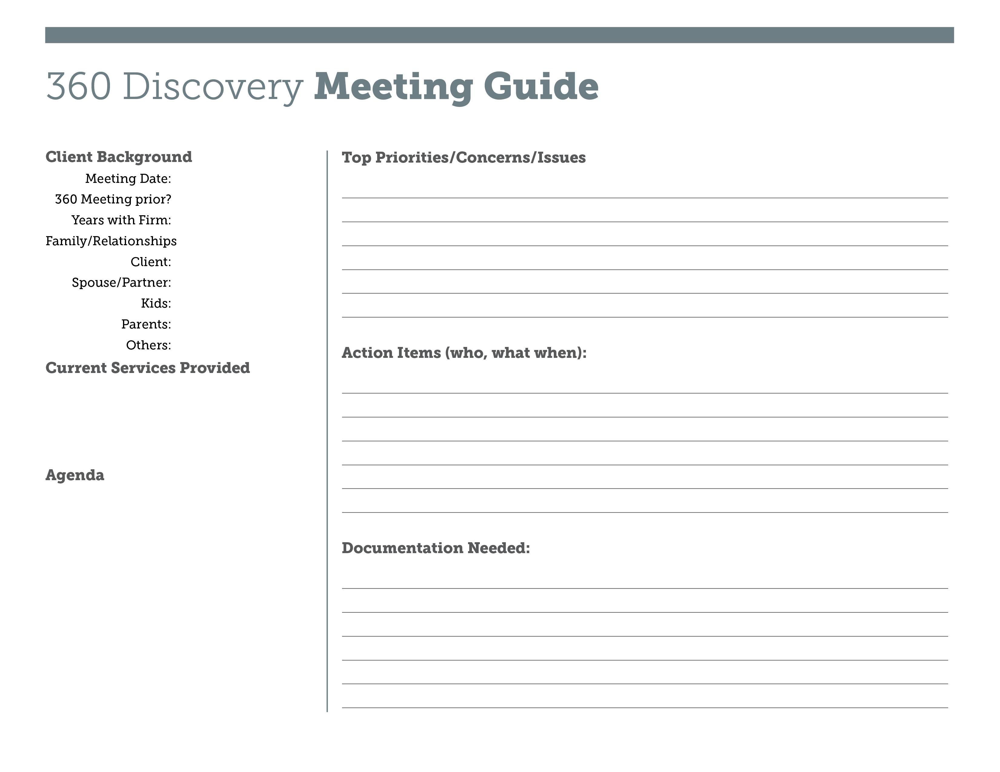 360 Discovery Meeting Guide
Client Background
Meeting Date:
360 Meeting prior?
Years with Firm:
Family/Relationships
Client:
Spouse/Partner:
Kids:
Parents:
Others:
Current Services Provided
Agenda
Top Priorities/Concerns/Issues
Action Items (who, what when):
Documentation Needed: